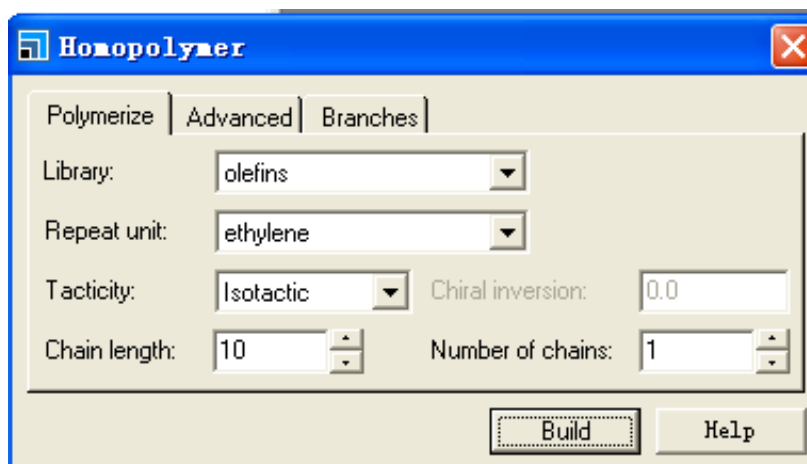 Homopolymer
Polymerize Advanced Branches
Library: olefins
Repeat unit: ethylene
Tacticity: Isotactic Chiral inversion: 0.0
Chain length: 10 Number of chains: 1
Build Help